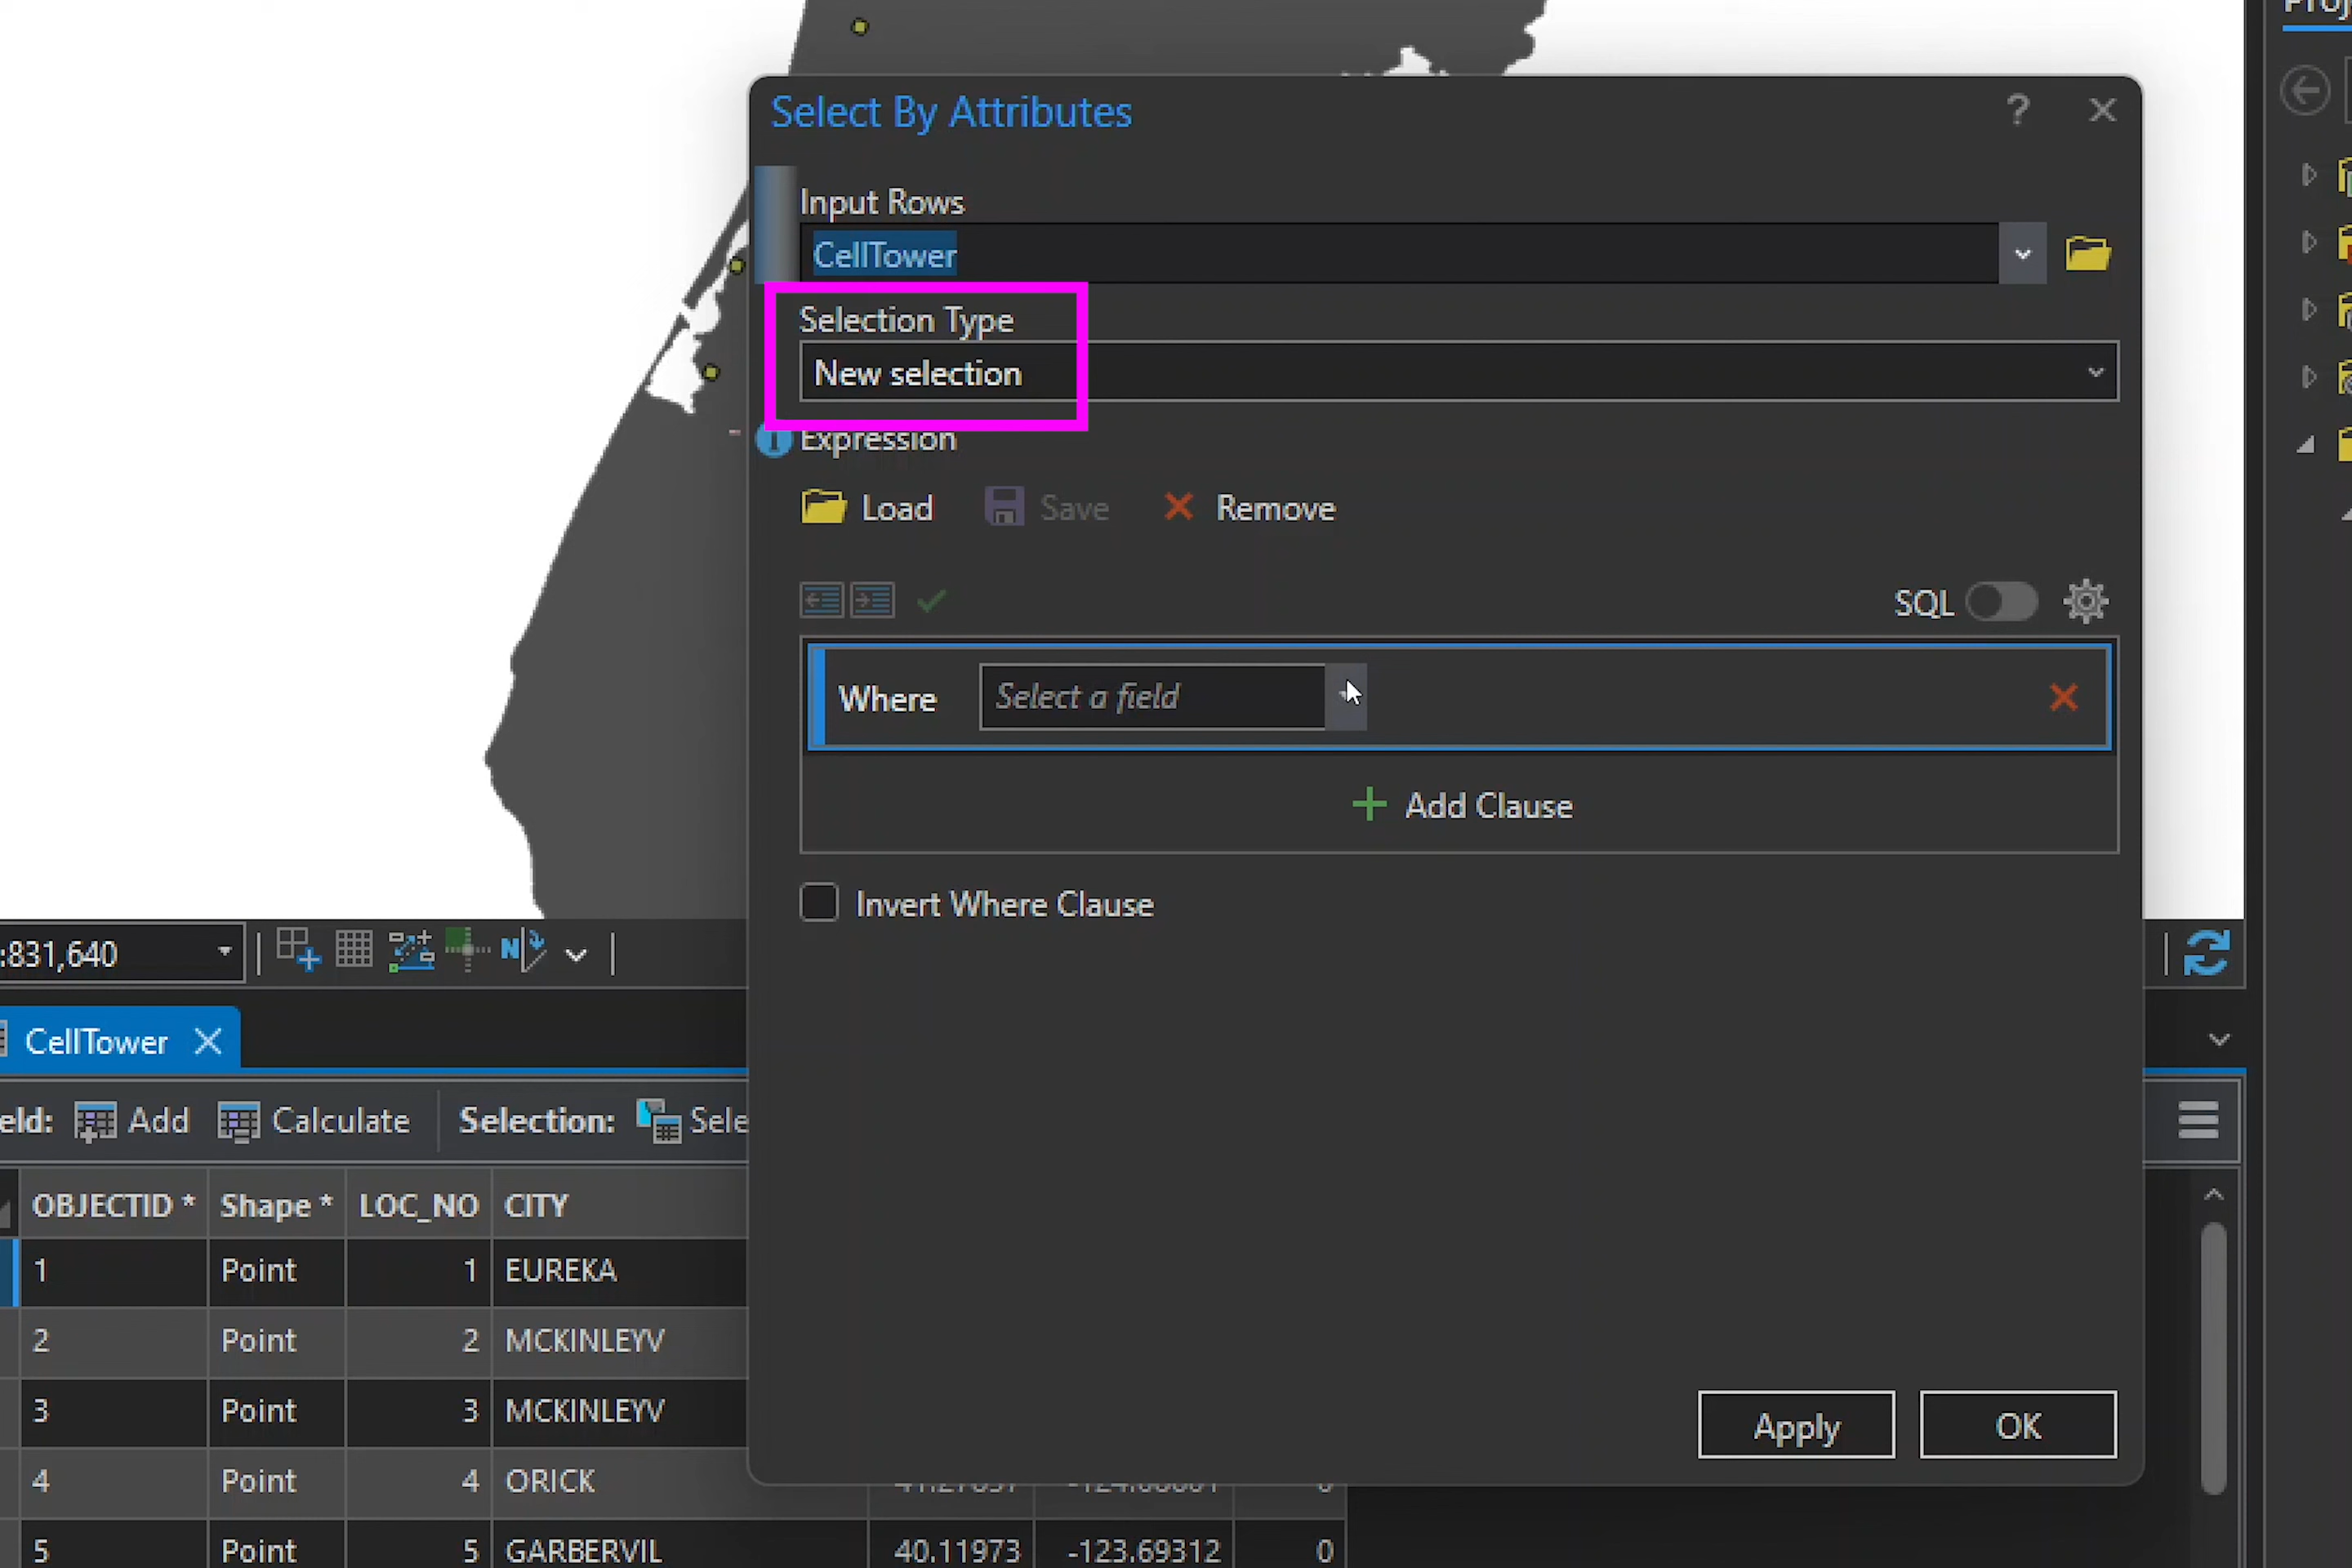 Select By Attributes
?
Input Rows
CellTower
Selection Type
New selection
Expression
Load Save Remove
SQL
Where Select a field
Add Clause
Invert Where Clause
:831,640
N
CellTower
eld: Add Calculate Selection: Sele
OBJECTID * Shape * LOC_NO CITY
1 Point 1 EUREKA
2 Point 2 MCKINLEYV
3 Point 3 MCKINLEYV
4 Point 4 ORICK
5 Point 5 GARBERVIL 40.11973 -123.69312 0
Apply OK